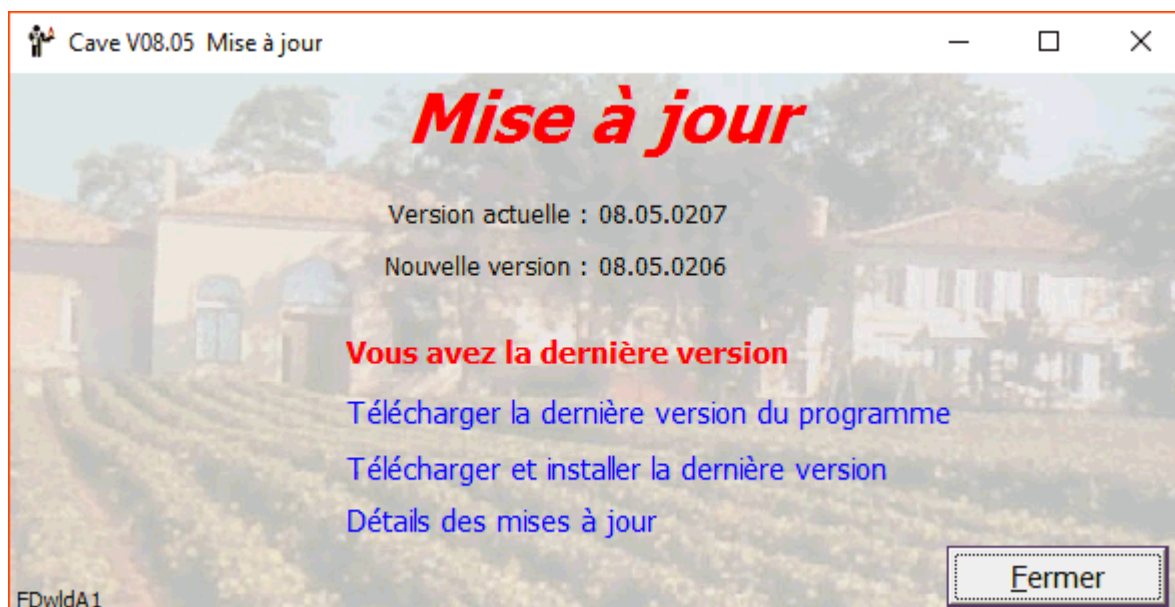 Cave V08.05 Mise à jour
Mise à jour
Version actuelle : 08.05.0207
Nouvelle version : 08.05.0206
Vous avez la dernière version
Télécharger la dernière version du programme
Télécharger et installer la dernière version
Détails des mises à jour
Fermer
FDwldA1